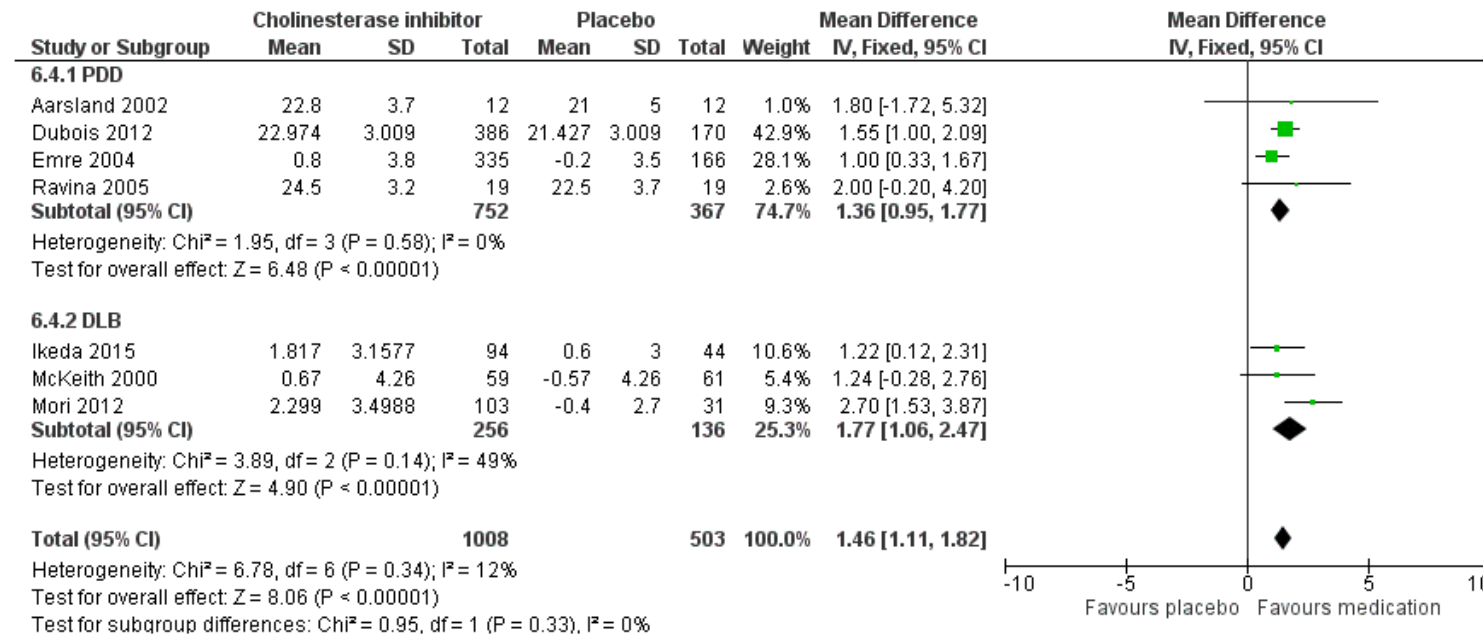 Cholinesterase inhibitor Placebo Mean Difference Mean Difference
Study or Subgroup Mean SD Total Mean SD Total Weight IV, Fixed, 95% CI IV, Fixed, 95% CI
6.4.1 PDD
Aarsland 2002 22.8 3.7 12 21 5 12 1.0% 1.80 [-1.72, 5.32]
Dubois 2012 22.974 3.009 386 21.427 3.009 170 42.9% 1.55 [1.00, 2.09]
Emre 2004 0.8 3.8 335 -0.2 3.5 166 28.1% 1.00 [0.33, 1.67]
Ravina 2005 24.5 3.2 19 22.5 3.7 19 2.6% 2.00 [-0.20, 4.20]
Subtotal (95% CI) 752 367 74.7% 1.36 [0.95, 1.77]
Heterogeneity: Chi² = 1.95, df = 3 (P = 0.58); I² = 0%
Test for overall effect: Z = 6.48 (P < 0.00001)
6.4.2 DLB
Ikeda 2015 1.817 3.1577 94 0.6 3 44 10.6% 1.22 [0.12, 2.31]
McKeith 2000 0.67 4.26 59 -0.57 4.26 61 5.4% 1.24 [-0.28, 2.76]
Mori 2012 2.299 3.4988 103 -0.4 2.7 31 9.3% 2.70 [1.53, 3.87]
Subtotal (95% CI) 256 136 25.3% 1.77 [1.06, 2.47]
Heterogeneity: Chi² = 3.89, df = 2 (P = 0.14); I² = 49%
Test for overall effect: Z = 4.90 (P < 0.00001)
Total (95% CI) 1008 503 100.0% 1.46 [1.11, 1.82]
Heterogeneity: Chi² = 6.78, df = 6 (P = 0.34); I² = 12%
Test for overall effect: Z = 8.06 (P < 0.00001)
Test for subgroup differences: Chi² = 0.95, df = 1 (P = 0.33), I² = 0%
-10 -5 0 5 10
Favours placebo Favours medication